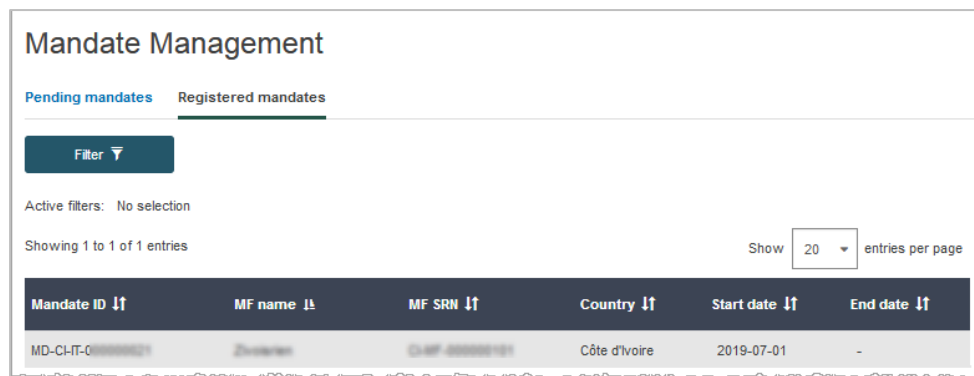 Mandate Management
Pending mandates Registered mandates
Filter
Active filters: No selection
Showing 1 to 1 of 1 entries
Show 20 entries per page
Mandate ID MF name MF SRN Country Start date End date
Côte d'Ivoire 2019-07-01 -